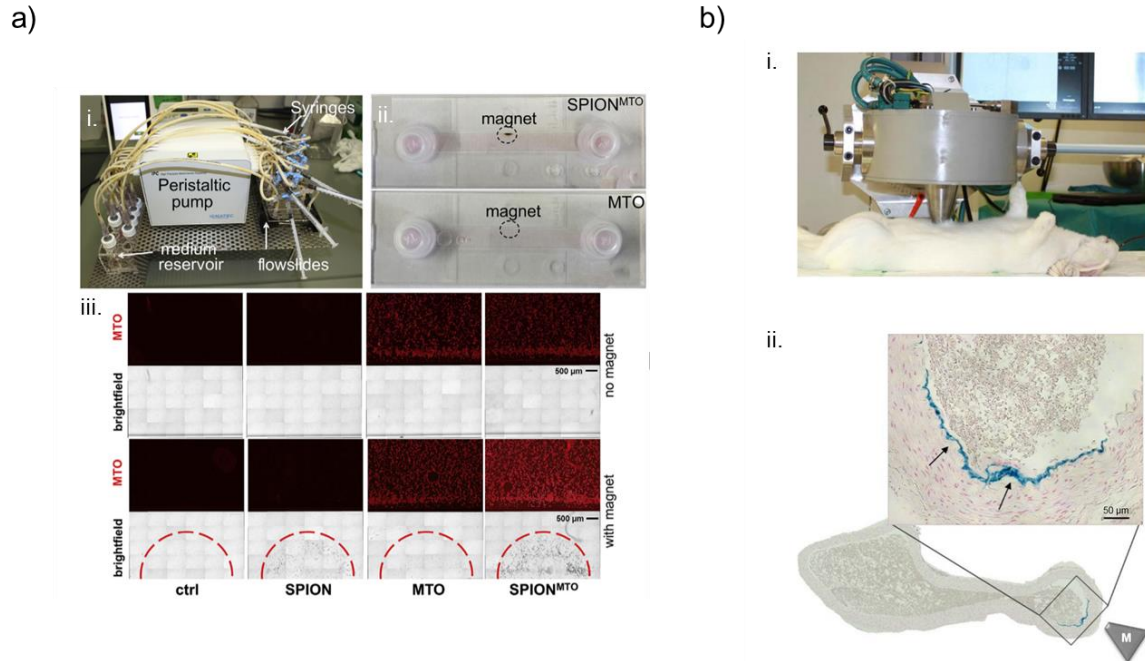 a)
b)
i.
Syringes
Peristaltic
pump
medium
reservoir
flowslides
ii.
SPIONMTO
magnet
MTO
magnet
iii.
MTO
brightfield
500 µm
no magnet
MTO
brightfield
500 µm
with magnet
ctrl
SPION
MTO
SPIONMTO
i.
ii.
50 µm
M